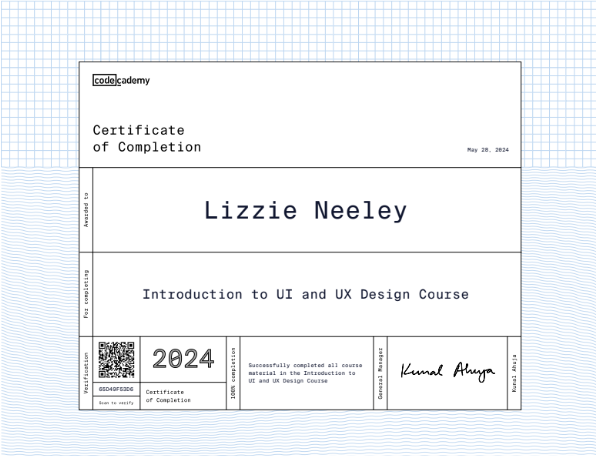 codecademy
Certificate
of Completion
May 28, 2024
Awarded to
Lizzie Neeley
For completing
Introduction to UI and UX Design Course
Verification
Scan to verify
2024
Certificate
of Completion
100% completion
Successfully completed all course
material in the Introduction to
UI and UX Design Course
General Manager
Kunal Ahuja
Kunal Ahuja